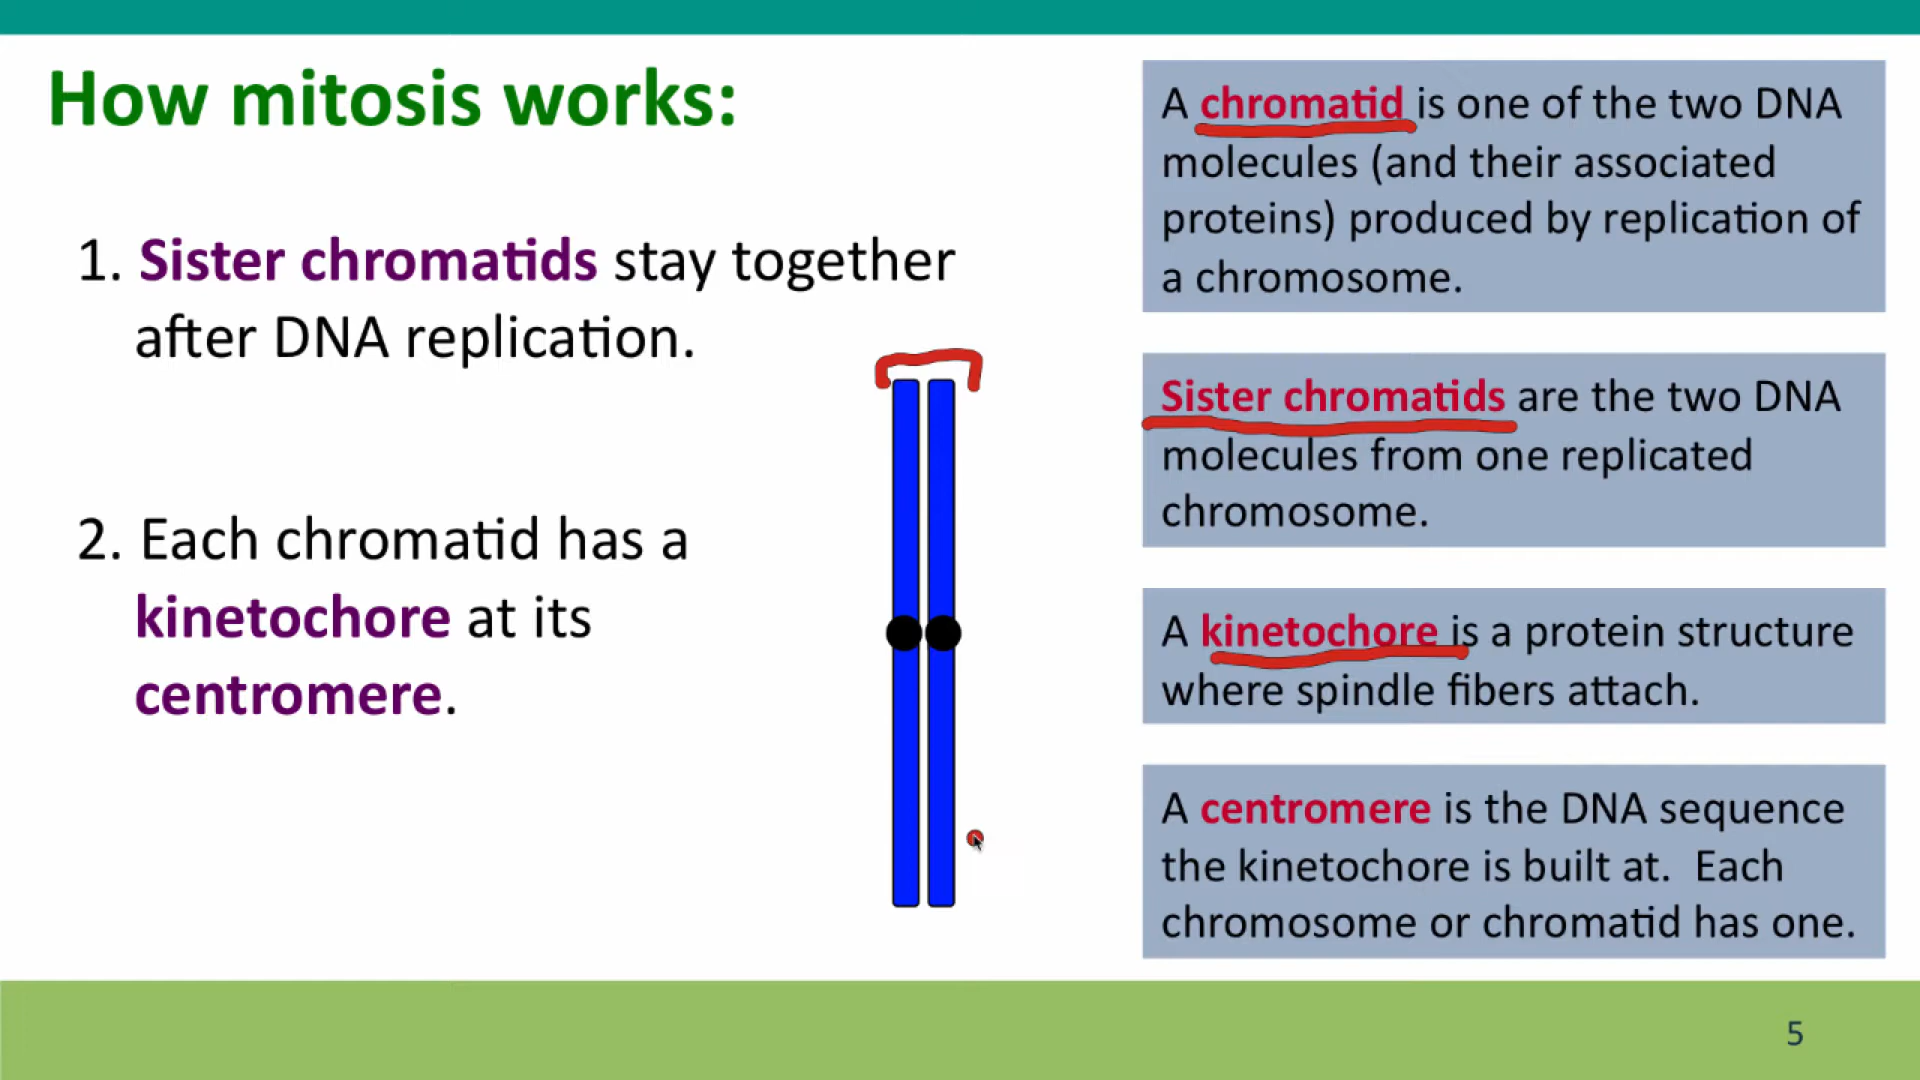 How mitosis works:
1. Sister chromatids stay together
after DNA replication.
2. Each chromatid has a
kinetochore at its
centromere.
A chromatid is one of the two DNA
molecules (and their associated
proteins) produced by replication of
a chromosome.
Sister chromatids are the two DNA
molecules from one replicated
chromosome.
A kinetochore is a protein structure
where spindle fibers attach.
A centromere is the DNA sequence
the kinetochore is built at.  Each
chromosome or chromatid has one.
5